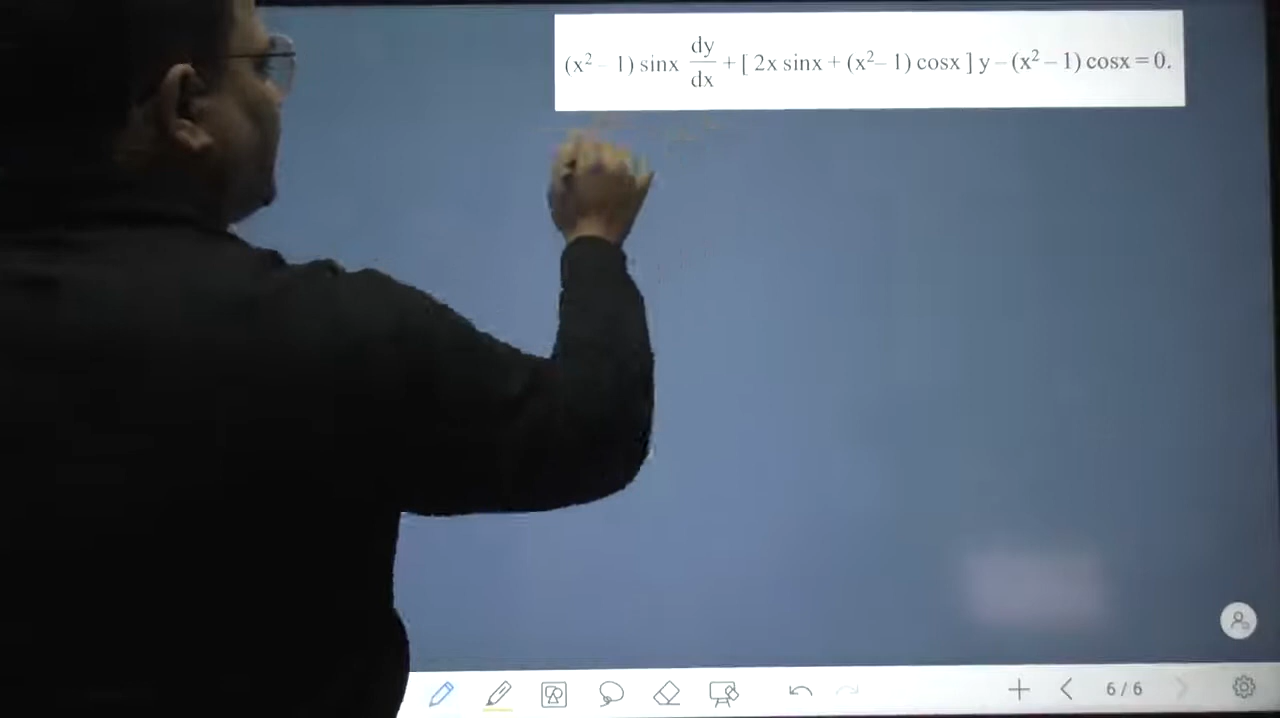 (x² – 1) sinx dy/dx + [ 2x sinx + (x² – 1) cosx ] y – (x² – 1) cosx = 0.
6 / 6